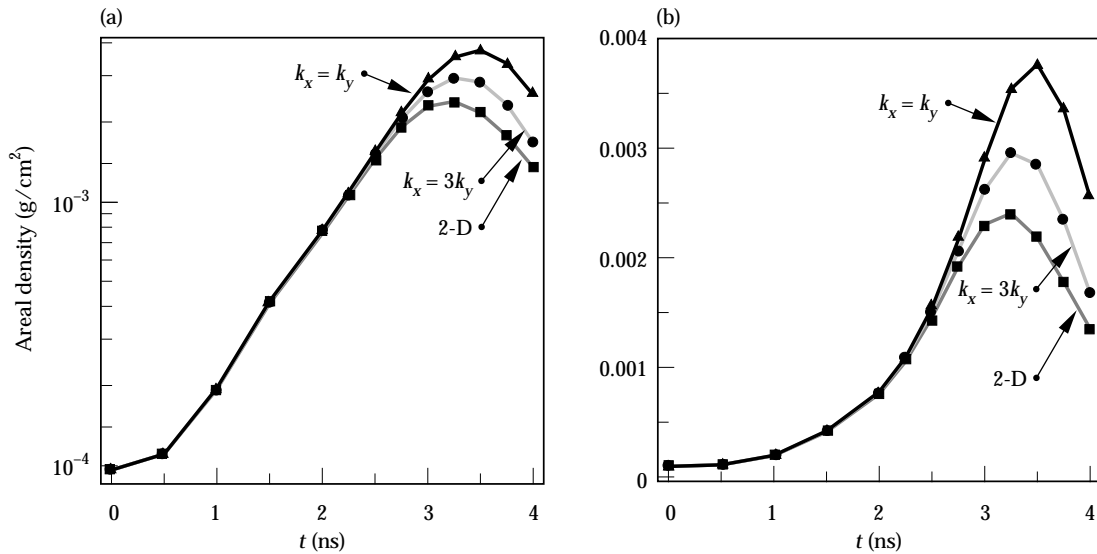 (a)
Areal density (g/cm²)
10⁻³
10⁻⁴
k_x = k_y
k_x = 3k_y
2-D
0 1 2 3 4
t (ns)
(b)
0.004
0.003
0.002
0.001
0
k_x = k_y
k_x = 3k_y
2-D
0 1 2 3 4
t (ns)